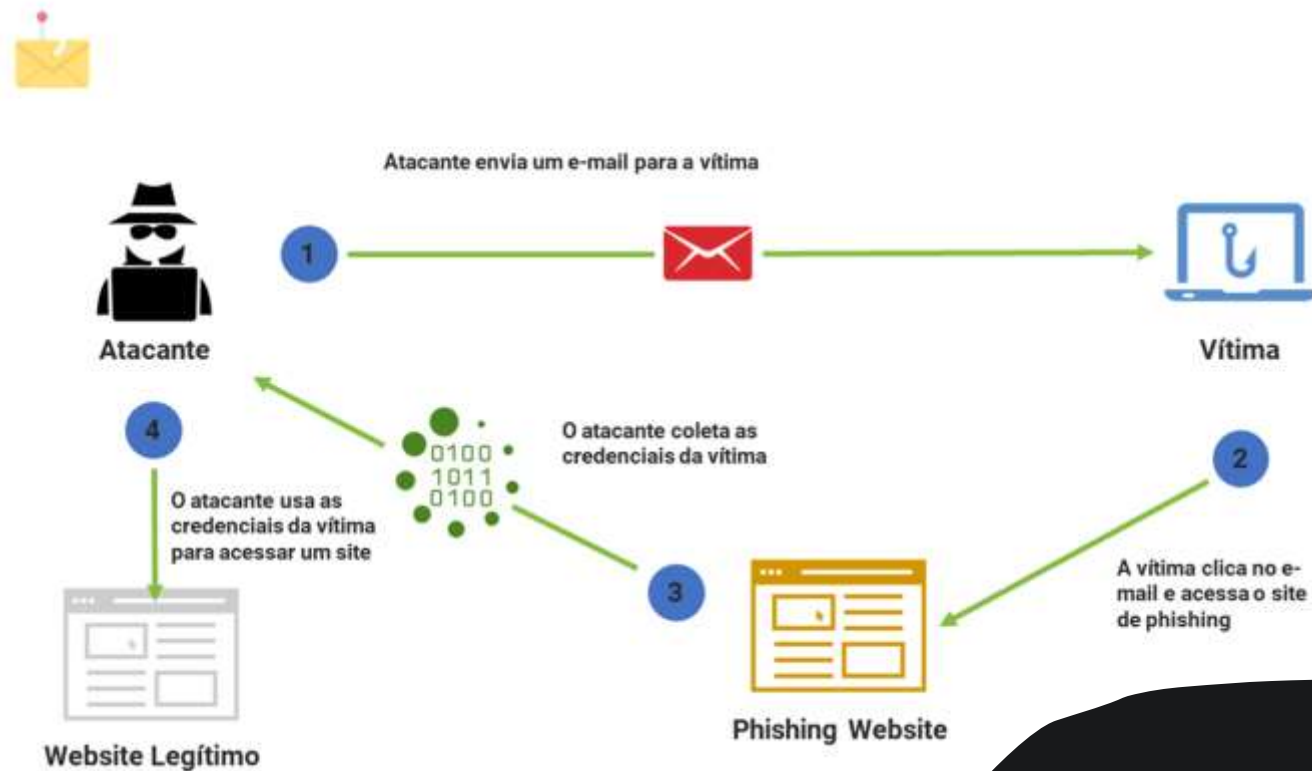 Atacante envia um e-mail para a vítima
1
Atacante
Vítima
4
O atacante coleta as
credenciais da vítima
0100
1011
0100
2
O atacante usa as
credenciais da vítima
para acessar um site
3
A vítima clica no e-
mail e acessa o site
de phishing
Phishing Website
Website Legítimo